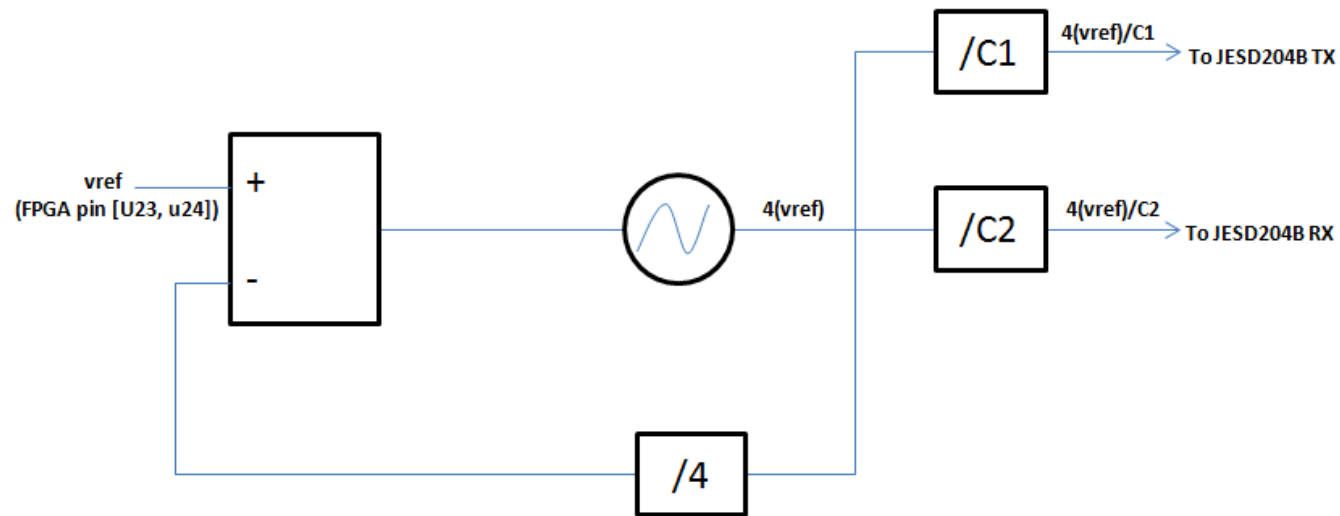 4(vref)/C1
/C1
To JESD204B TX
vref
(FPGA pin [U23, u24])
+
-
4(vref)
/C2
4(vref)/C2
To JESD204B RX
/4